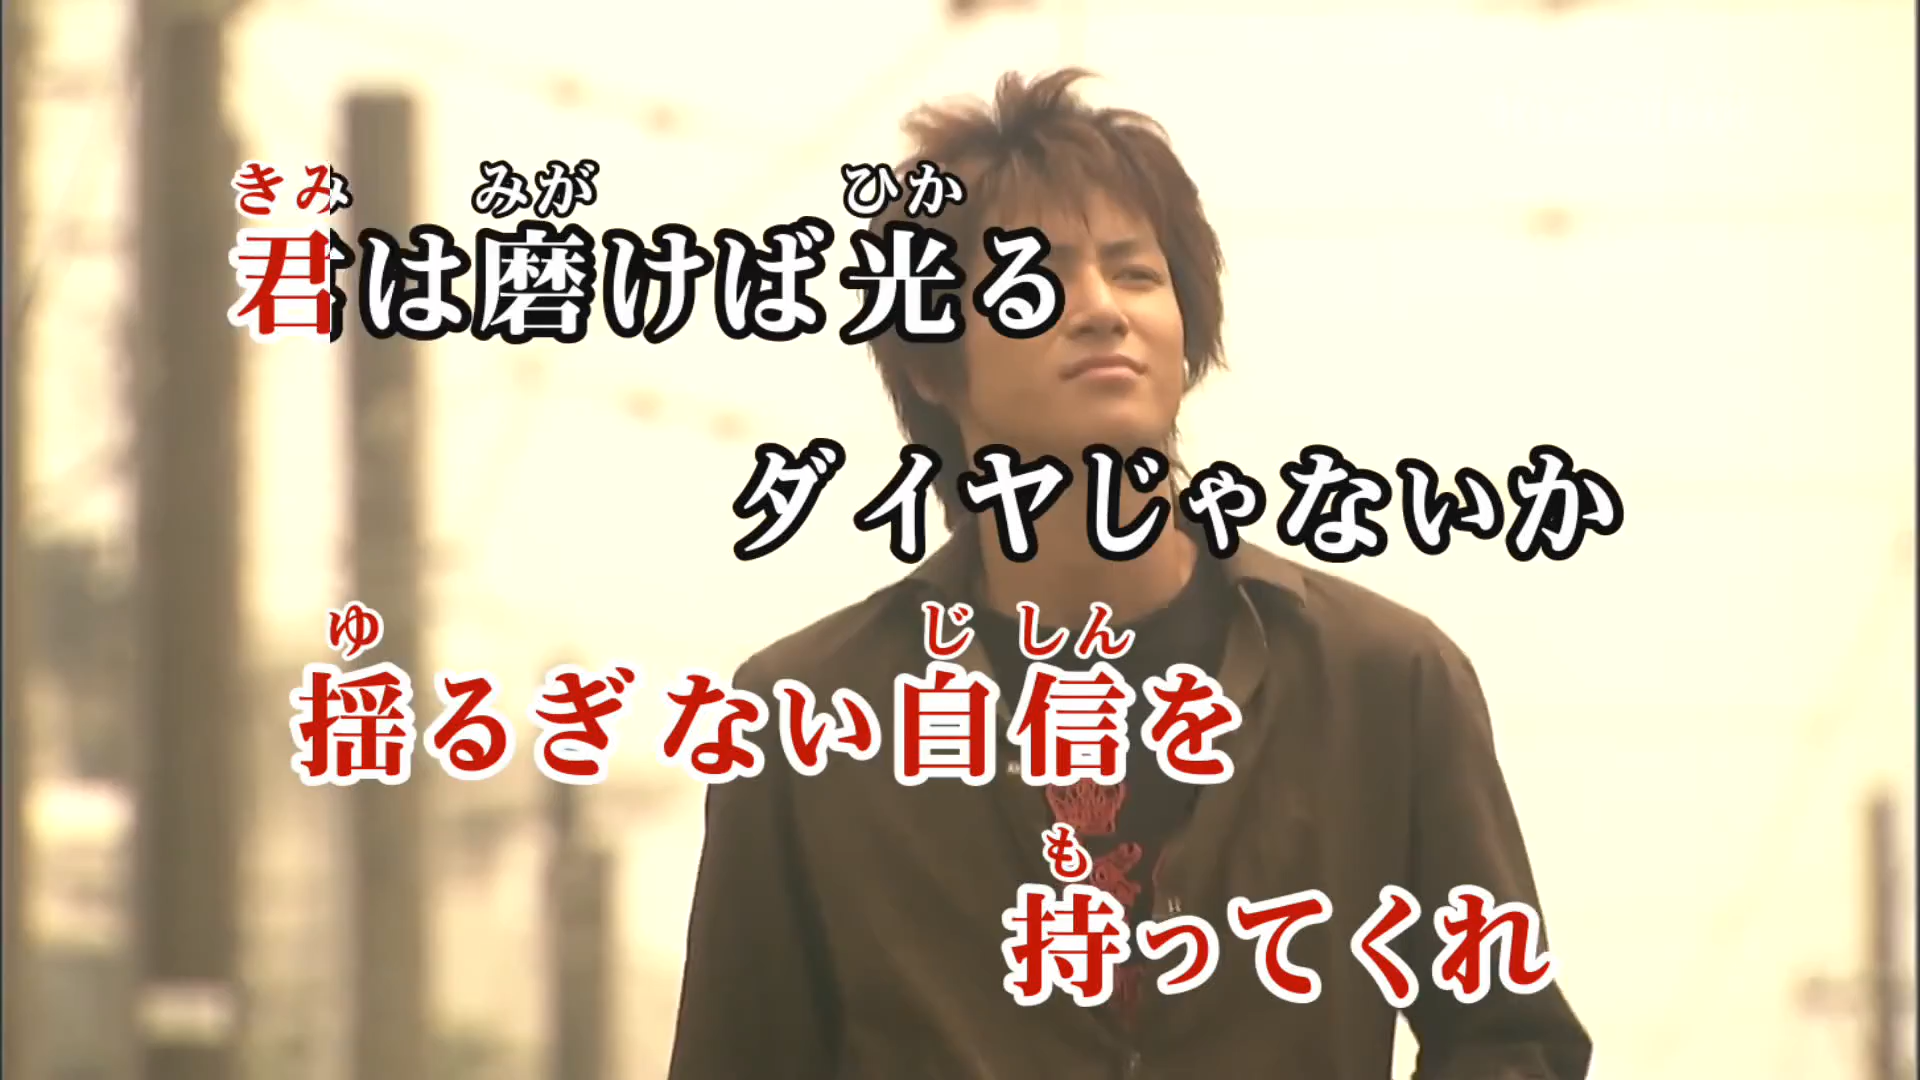 きみ みが ひか
君は磨けば光る
ダイヤじゃないか
ゆ じ しん
揺るぎない自信を
も
持ってくれ